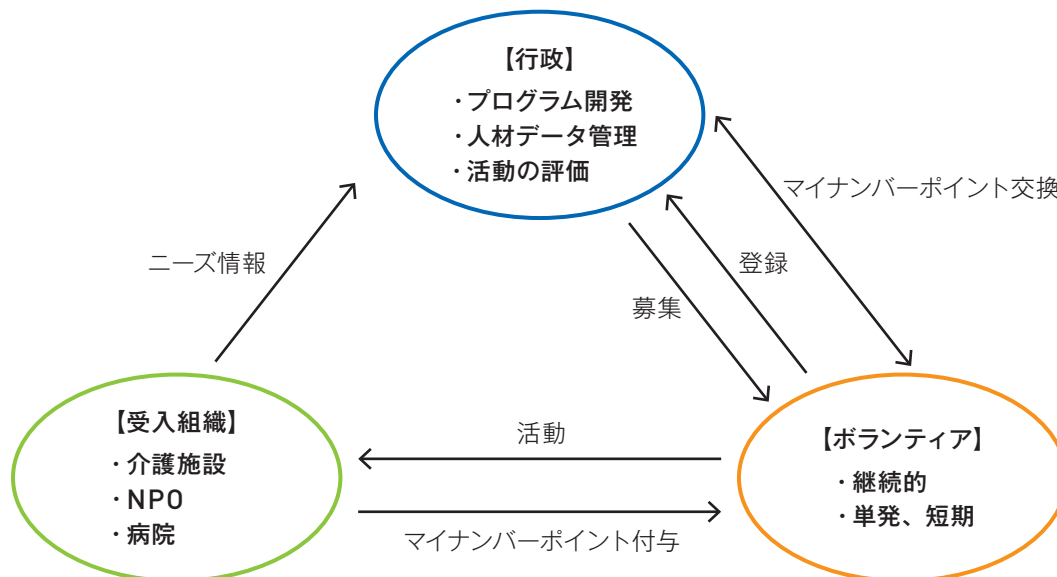 【行政】
・プログラム開発
・人材データ管理
・活動の評価
マイナンバーポイント交換
ニーズ情報
登録
募集
【受入組織】
・介護施設
・NPO
・病院
活動
マイナンバーポイント付与
【ボランティア】
・継続的
・単発、短期